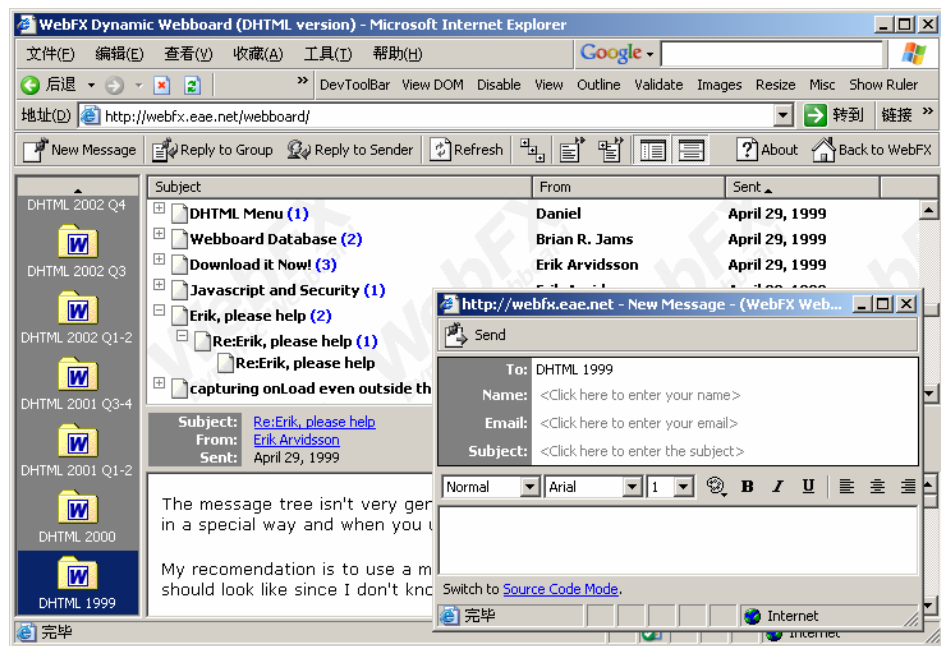 WebFX Dynamic Webboard (DHTML version) - Microsoft Internet Explorer
文件(F) 编辑(E) 查看(V) 收藏(A) 工具(T) 帮助(H) Google
后退 » DevToolBar View DOM Disable View Outline Validate Images Resize Misc Show Ruler
地址(D) http://webfx.eae.net/webboard/ 转到 链接 »
New Message Reply to Group Reply to Sender Refresh About Back to WebFX
Subject From Sent
DHTML 2002 Q4
DHTML 2002 Q3
DHTML 2002 Q1-2
DHTML 2001 Q3-4
DHTML 2001 Q1-2
DHTML 2000
DHTML 1999
DHTML Menu (1) Daniel April 29, 1999
Webboard Database (2) Brian R. Jams April 29, 1999
Download it Now! (3) Erik Arvidsson April 29, 1999
Javascript and Security (1)
Erik, please help (2)
Re:Erik, please help (1)
Re:Erik, please help
capturing onLoad even outside th
Subject: Re:Erik, please help
From: Erik Arvidsson
Sent: April 29, 1999
The message tree isn't very ger
in a special way and when you
My recomendation is to use a m
should look like since I don't kno
完毕 Internet
http://webfx.eae.net - New Message - (WebFX Web...
Send
To: DHTML 1999
Name: <Click here to enter your name>
Email: <Click here to enter your email>
Subject: <Click here to enter the subject>
Normal Arial 1 B I U
Switch to Source Code Mode.
完毕 Internet